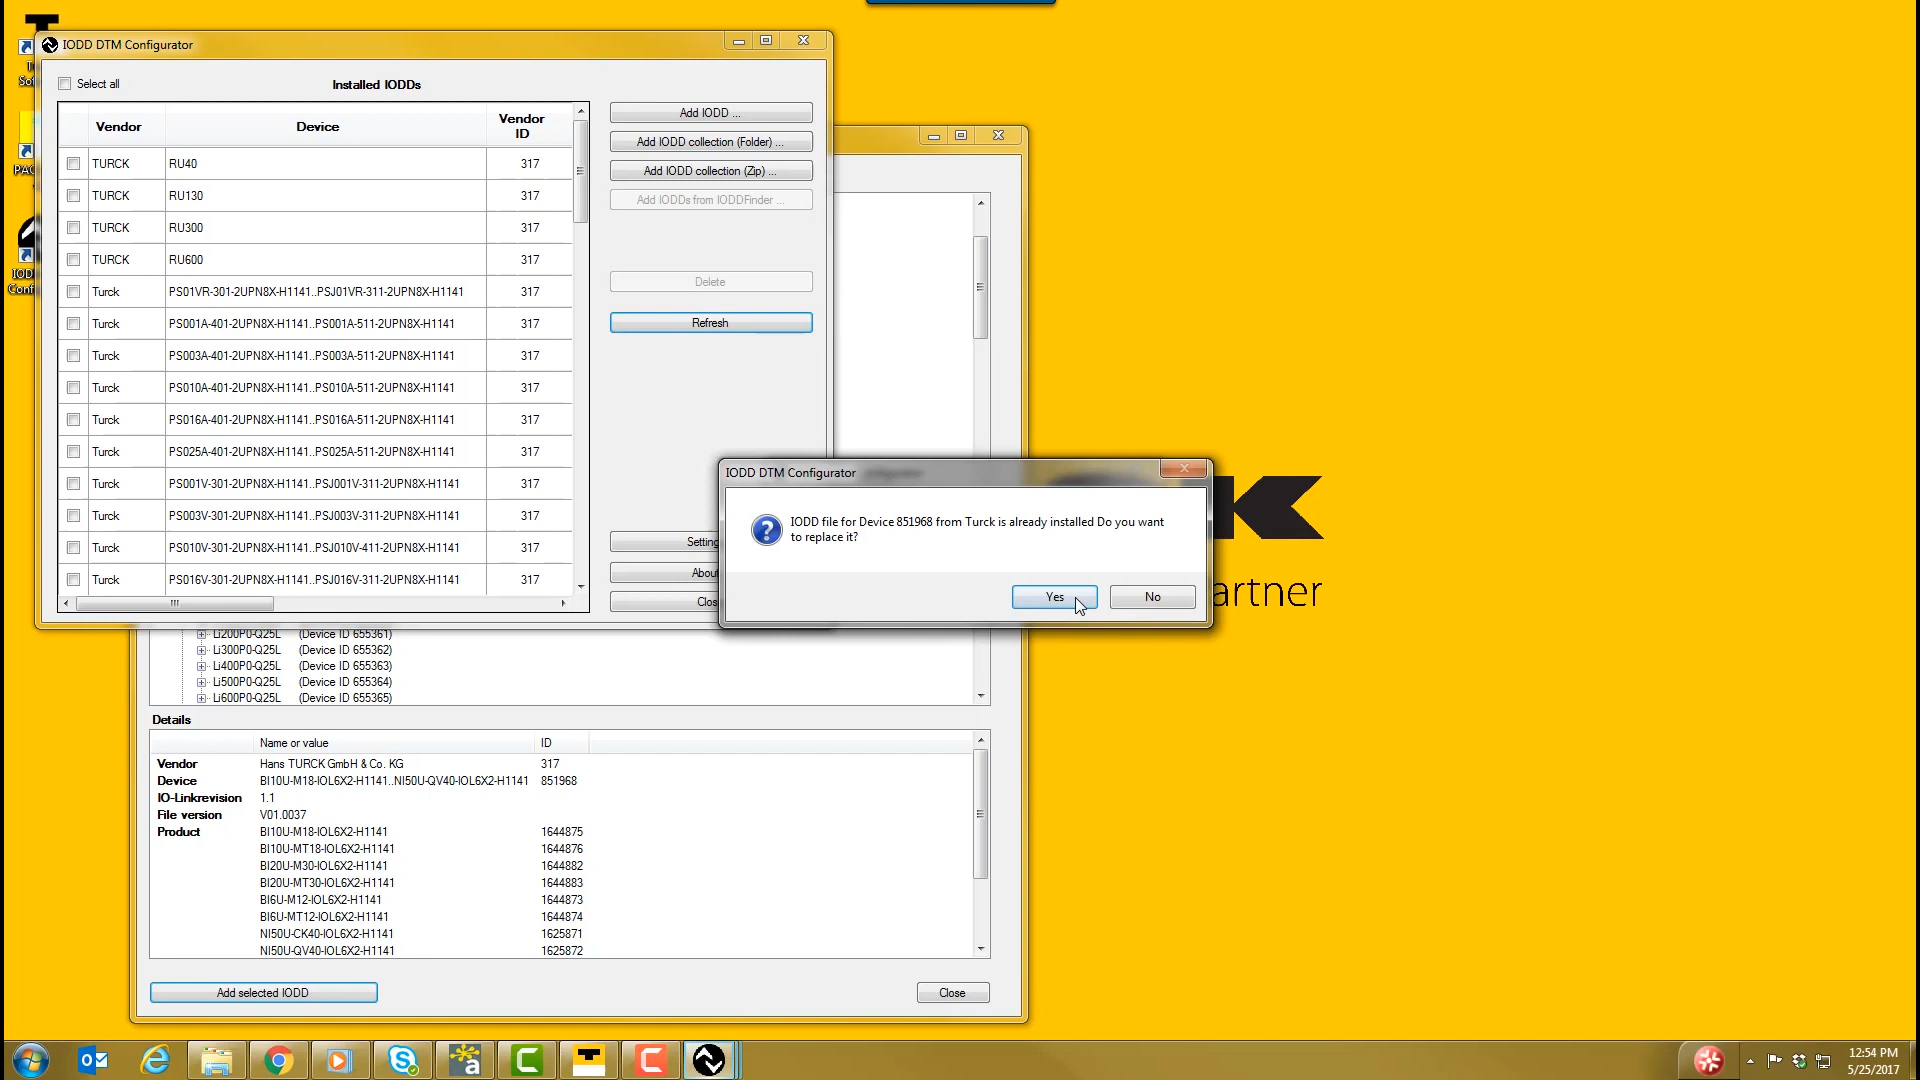 IODD DTM Configurator
Select all
Installed IODDs
Vendor Device Vendor ID
TURCK RU40 317
TURCK RU130 317
TURCK RU300 317
TURCK RU600 317
Turck PS01VR-301-2UPN8X-H1141..PSJ01VR-311-2UPN8X-H1141 317
Turck PS001A-401-2UPN8X-H1141..PS001A-511-2UPN8X-H1141 317
Turck PS003A-401-2UPN8X-H1141..PS003A-511-2UPN8X-H1141 317
Turck PS010A-401-2UPN8X-H1141..PS010A-511-2UPN8X-H1141 317
Turck PS016A-401-2UPN8X-H1141..PS016A-511-2UPN8X-H1141 317
Turck PS025A-401-2UPN8X-H1141..PS025A-511-2UPN8X-H1141 317
Turck PS001V-301-2UPN8X-H1141..PSJ001V-311-2UPN8X-H1141 317
Turck PS003V-301-2UPN8X-H1141..PSJ003V-311-2UPN8X-H1141 317
Turck PS010V-301-2UPN8X-H1141..PSJ010V-411-2UPN8X-H1141 317
Turck PS016V-301-2UPN8X-H1141..PSJ016V-311-2UPN8X-H1141 317
Add IODD ...
Add IODD collection (Folder) ...
Add IODD collection (Zip) ...
Add IODDs from IODDFinder ...
Delete
Refresh
Setting
About
Clos
IODD DTM Configurator
IODD file for Device 851968 from Turck is already installed Do you want
to replace it?
Yes No
artner
Li200P0-Q25L (Device ID 655361)
Li300P0-Q25L (Device ID 655362)
Li400P0-Q25L (Device ID 655363)
Li500P0-Q25L (Device ID 655364)
Li600P0-Q25L (Device ID 655365)
Details
Name or value ID
Vendor Hans TURCK GmbH & Co. KG 317
Device BI10U-M18-IOL6X2-H1141..NI50U-QV40-IOL6X2-H1141 851968
IO-Linkrevision 1.1
File version V01.0037
Product BI10U-M18-IOL6X2-H1141 1644875
BI10U-MT18-IOL6X2-H1141 1644876
BI20U-M30-IOL6X2-H1141 1644882
BI20U-MT30-IOL6X2-H1141 1644883
BI6U-M12-IOL6X2-H1141 1644873
BI6U-MT12-IOL6X2-H1141 1644874
NI50U-CK40-IOL6X2-H1141 1625871
NI50U-QV40-IOL6X2-H1141 1625872
Add selected IODD
Close
12:54 PM
5/25/2017